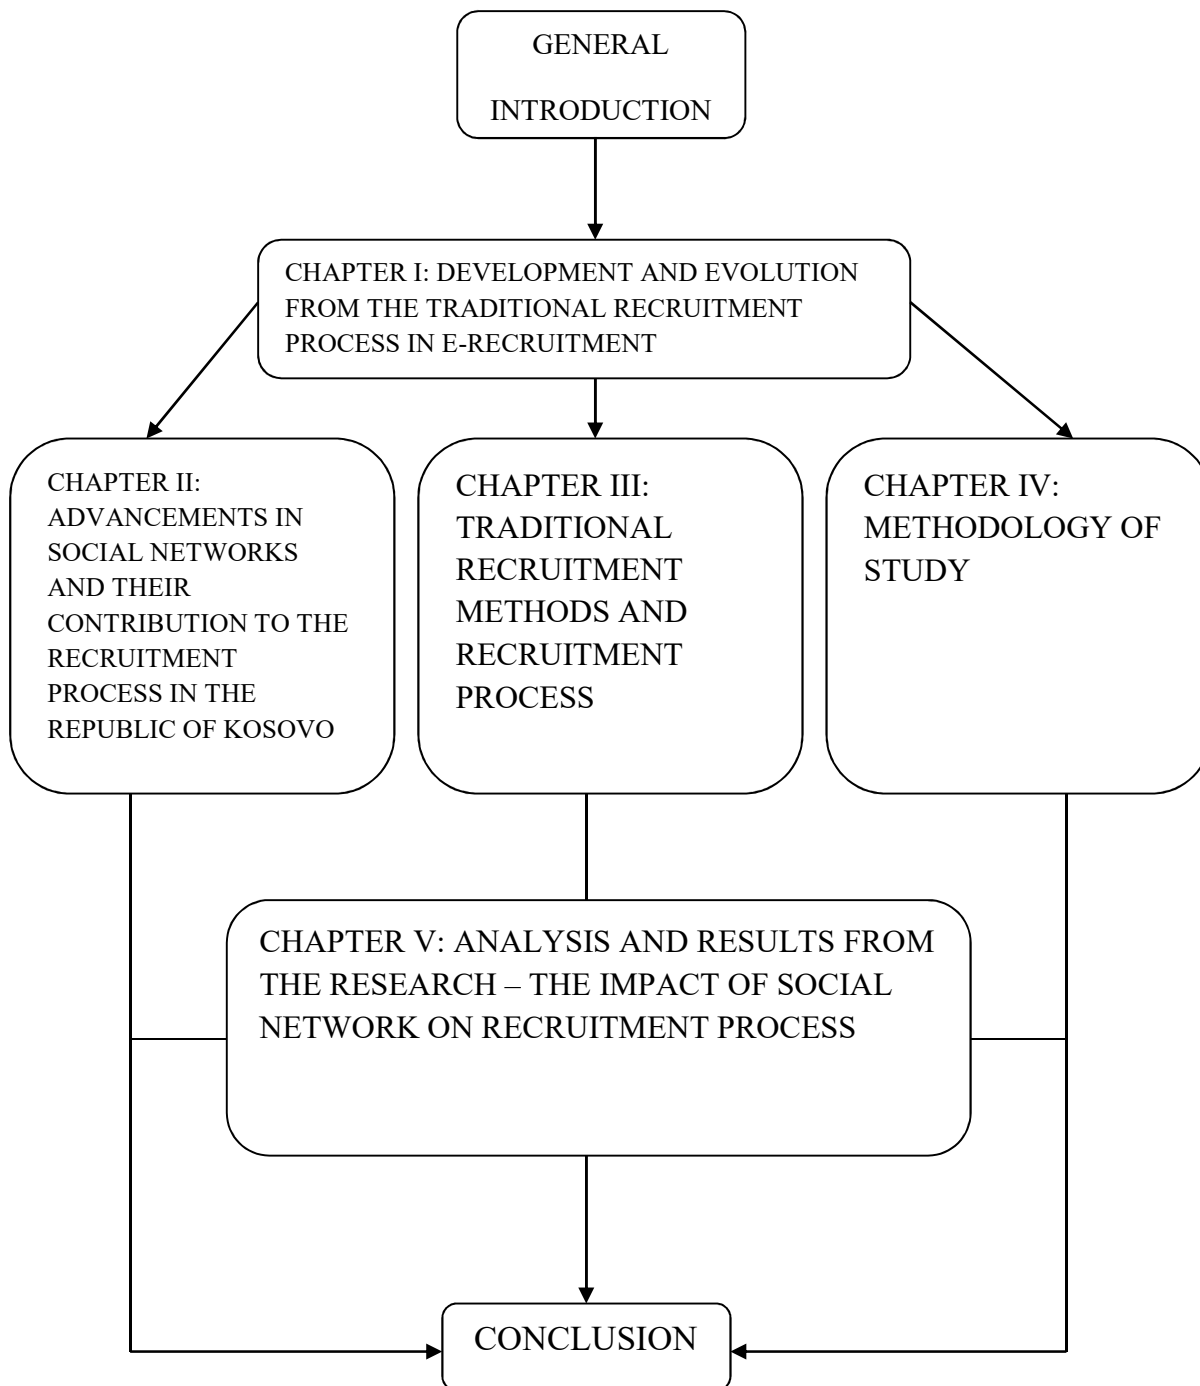 GENERAL
INTRODUCTION
CHAPTER I: DEVELOPMENT AND EVOLUTION
FROM THE TRADITIONAL RECRUITMENT
PROCESS IN E-RECRUITMENT
CHAPTER II:
ADVANCEMENTS IN
SOCIAL NETWORKS
AND THEIR
CONTRIBUTION TO THE
RECRUITMENT
PROCESS IN THE
REPUBLIC OF KOSOVO
CHAPTER III:
TRADITIONAL
RECRUITMENT
METHODS AND
RECRUITMENT
PROCESS
CHAPTER IV:
METHODOLOGY OF
STUDY
CHAPTER V: ANALYSIS AND RESULTS FROM
THE RESEARCH – THE IMPACT OF SOCIAL
NETWORK ON RECRUITMENT PROCESS
CONCLUSION